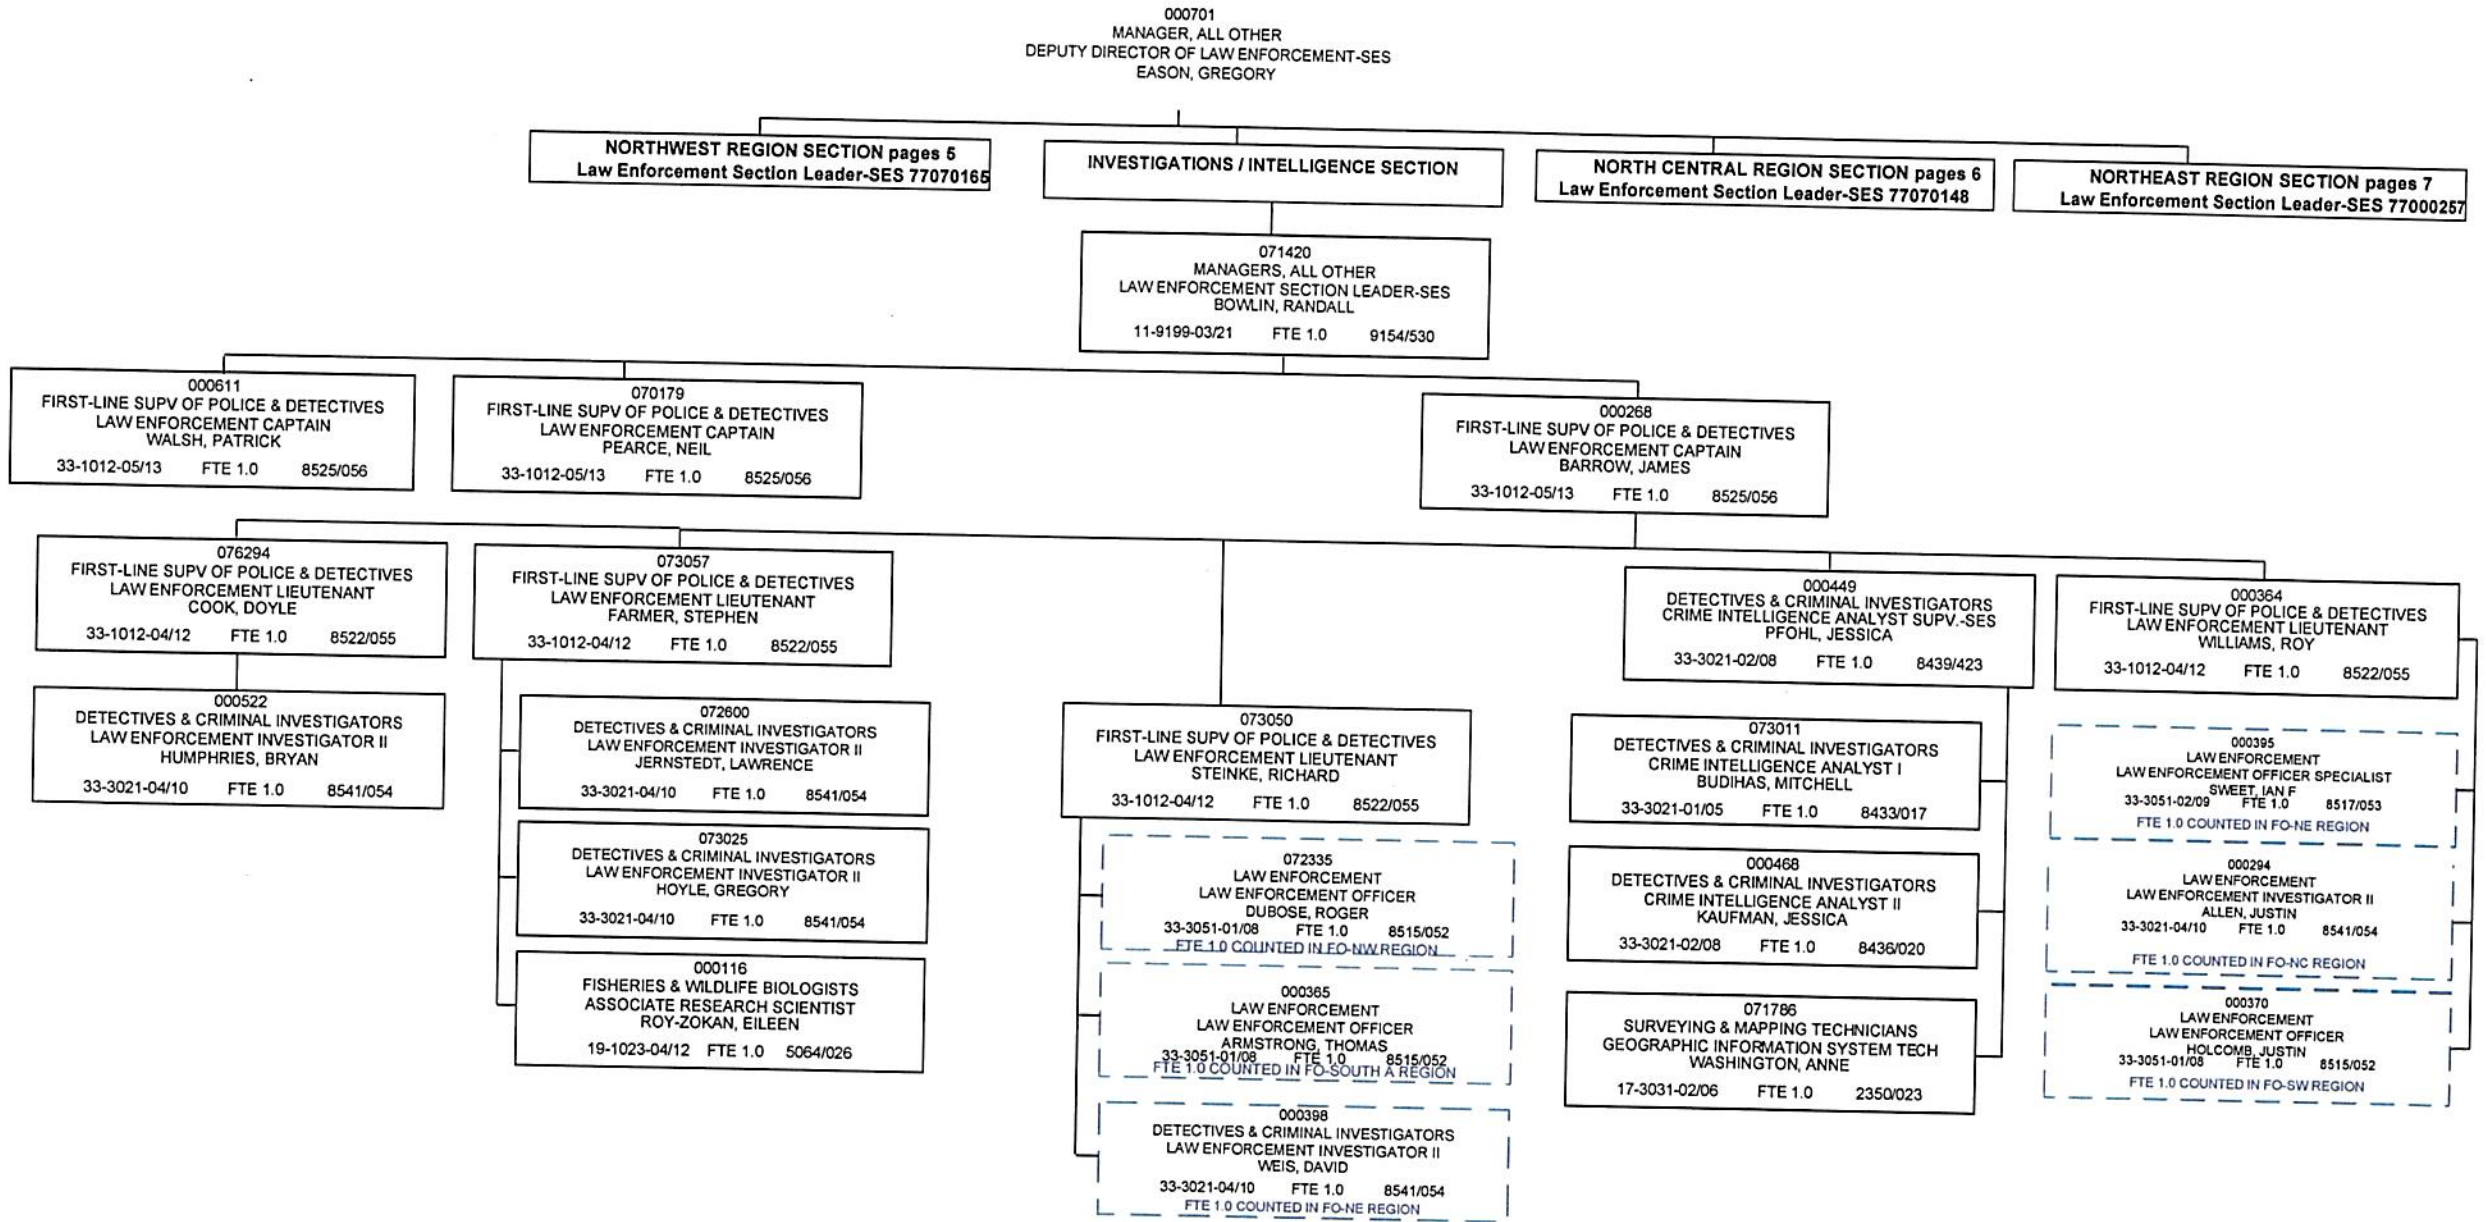 000701
MANAGER, ALL OTHER
DEPUTY DIRECTOR OF LAW ENFORCEMENT-SES
EASON, GREGORY
NORTHWEST REGION SECTION pages 5
Law Enforcement Section Leader-SES 77070165
INVESTIGATIONS / INTELLIGENCE SECTION
NORTH CENTRAL REGION SECTION pages 6
Law Enforcement Section Leader-SES 77070148
NORTHEAST REGION SECTION pages 7
Law Enforcement Section Leader-SES 77000257
071420
MANAGERS, ALL OTHER
LAW ENFORCEMENT SECTION LEADER-SES
BOWLIN, RANDALL
11-9199-03/21 FTE 1.0 9154/530
000611
FIRST-LINE SUPV OF POLICE & DETECTIVES
LAW ENFORCEMENT CAPTAIN
WALSH, PATRICK
33-1012-05/13 FTE 1.0 8525/056
070179
FIRST-LINE SUPV OF POLICE & DETECTIVES
LAW ENFORCEMENT CAPTAIN
PEARCE, NEIL
33-1012-05/13 FTE 1.0 8525/056
000268
FIRST-LINE SUPV OF POLICE & DETECTIVES
LAW ENFORCEMENT CAPTAIN
BARROW, JAMES
33-1012-05/13 FTE 1.0 8525/056
076294
FIRST-LINE SUPV OF POLICE & DETECTIVES
LAW ENFORCEMENT LIEUTENANT
COOK, DOYLE
33-1012-04/12 FTE 1.0 8522/055
000522
DETECTIVES & CRIMINAL INVESTIGATORS
LAW ENFORCEMENT INVESTIGATOR II
HUMPHRIES, BRYAN
33-3021-04/10 FTE 1.0 8541/054
073057
FIRST-LINE SUPV OF POLICE & DETECTIVES
LAW ENFORCEMENT LIEUTENANT
FARMER, STEPHEN
33-1012-04/12 FTE 1.0 8522/055
072600
DETECTIVES & CRIMINAL INVESTIGATORS
LAW ENFORCEMENT INVESTIGATOR II
JERNSTEDT, LAWRENCE
33-3021-04/10 FTE 1.0 8541/054
073025
DETECTIVES & CRIMINAL INVESTIGATORS
LAW ENFORCEMENT INVESTIGATOR II
HOYLE, GREGORY
33-3021-04/10 FTE 1.0 8541/054
000116
FISHERIES & WILDLIFE BIOLOGISTS
ASSOCIATE RESEARCH SCIENTIST
ROY-ZOKAN, EILEEN
19-1023-04/12 FTE 1.0 5064/026
073050
FIRST-LINE SUPV OF POLICE & DETECTIVES
LAW ENFORCEMENT LIEUTENANT
STEINKE, RICHARD
33-1012-04/12 FTE 1.0 8522/055
072335
LAW ENFORCEMENT
LAW ENFORCEMENT OFFICER
DUBOSE, ROGER
33-3051-01/08 FTE 1.0 8515/052
FTE 1.0 COUNTED IN FO-NW REGION
000365
LAW ENFORCEMENT
LAW ENFORCEMENT OFFICER
ARMSTRONG, THOMAS
33-3051-01/08 FTE 1.0 8515/052
FTE 1.0 COUNTED IN FO-SOUTH A REGION
000398
DETECTIVES & CRIMINAL INVESTIGATORS
LAW ENFORCEMENT INVESTIGATOR II
WEIS, DAVID
33-3021-04/10 FTE 1.0 8541/054
FTE 1.0 COUNTED IN FO-NE REGION
000449
DETECTIVES & CRIMINAL INVESTIGATORS
CRIME INTELLIGENCE ANALYST SUPV.-SES
PFOHL, JESSICA
33-3021-02/08 FTE 1.0 8439/423
073011
DETECTIVES & CRIMINAL INVESTIGATORS
CRIME INTELLIGENCE ANALYST I
BUDIHAS, MITCHELL
33-3021-01/05 FTE 1.0 8433/017
000468
DETECTIVES & CRIMINAL INVESTIGATORS
CRIME INTELLIGENCE ANALYST II
KAUFMAN, JESSICA
33-3021-02/08 FTE 1.0 8436/020
071786
SURVEYING & MAPPING TECHNICIANS
GEOGRAPHIC INFORMATION SYSTEM TECH
WASHINGTON, ANNE
17-3031-02/06 FTE 1.0 2350/023
000364
FIRST-LINE SUPV OF POLICE & DETECTIVES
LAW ENFORCEMENT LIEUTENANT
WILLIAMS, ROY
33-1012-04/12 FTE 1.0 8522/055
000395
LAW ENFORCEMENT
LAW ENFORCEMENT OFFICER SPECIALIST
SWEET, IAN F
33-3051-02/09 FTE 1.0 8517/053
FTE 1.0 COUNTED IN FO-NE REGION
000294
LAW ENFORCEMENT
LAW ENFORCEMENT INVESTIGATOR II
ALLEN, JUSTIN
33-3021-04/10 FTE 1.0 8541/054
FTE 1.0 COUNTED IN FO-NC REGION
000370
LAW ENFORCEMENT
LAW ENFORCEMENT OFFICER
HOLCOMB, JUSTIN
33-3051-01/08 FTE 1.0 8515/052
FTE 1.0 COUNTED IN FO-SW REGION